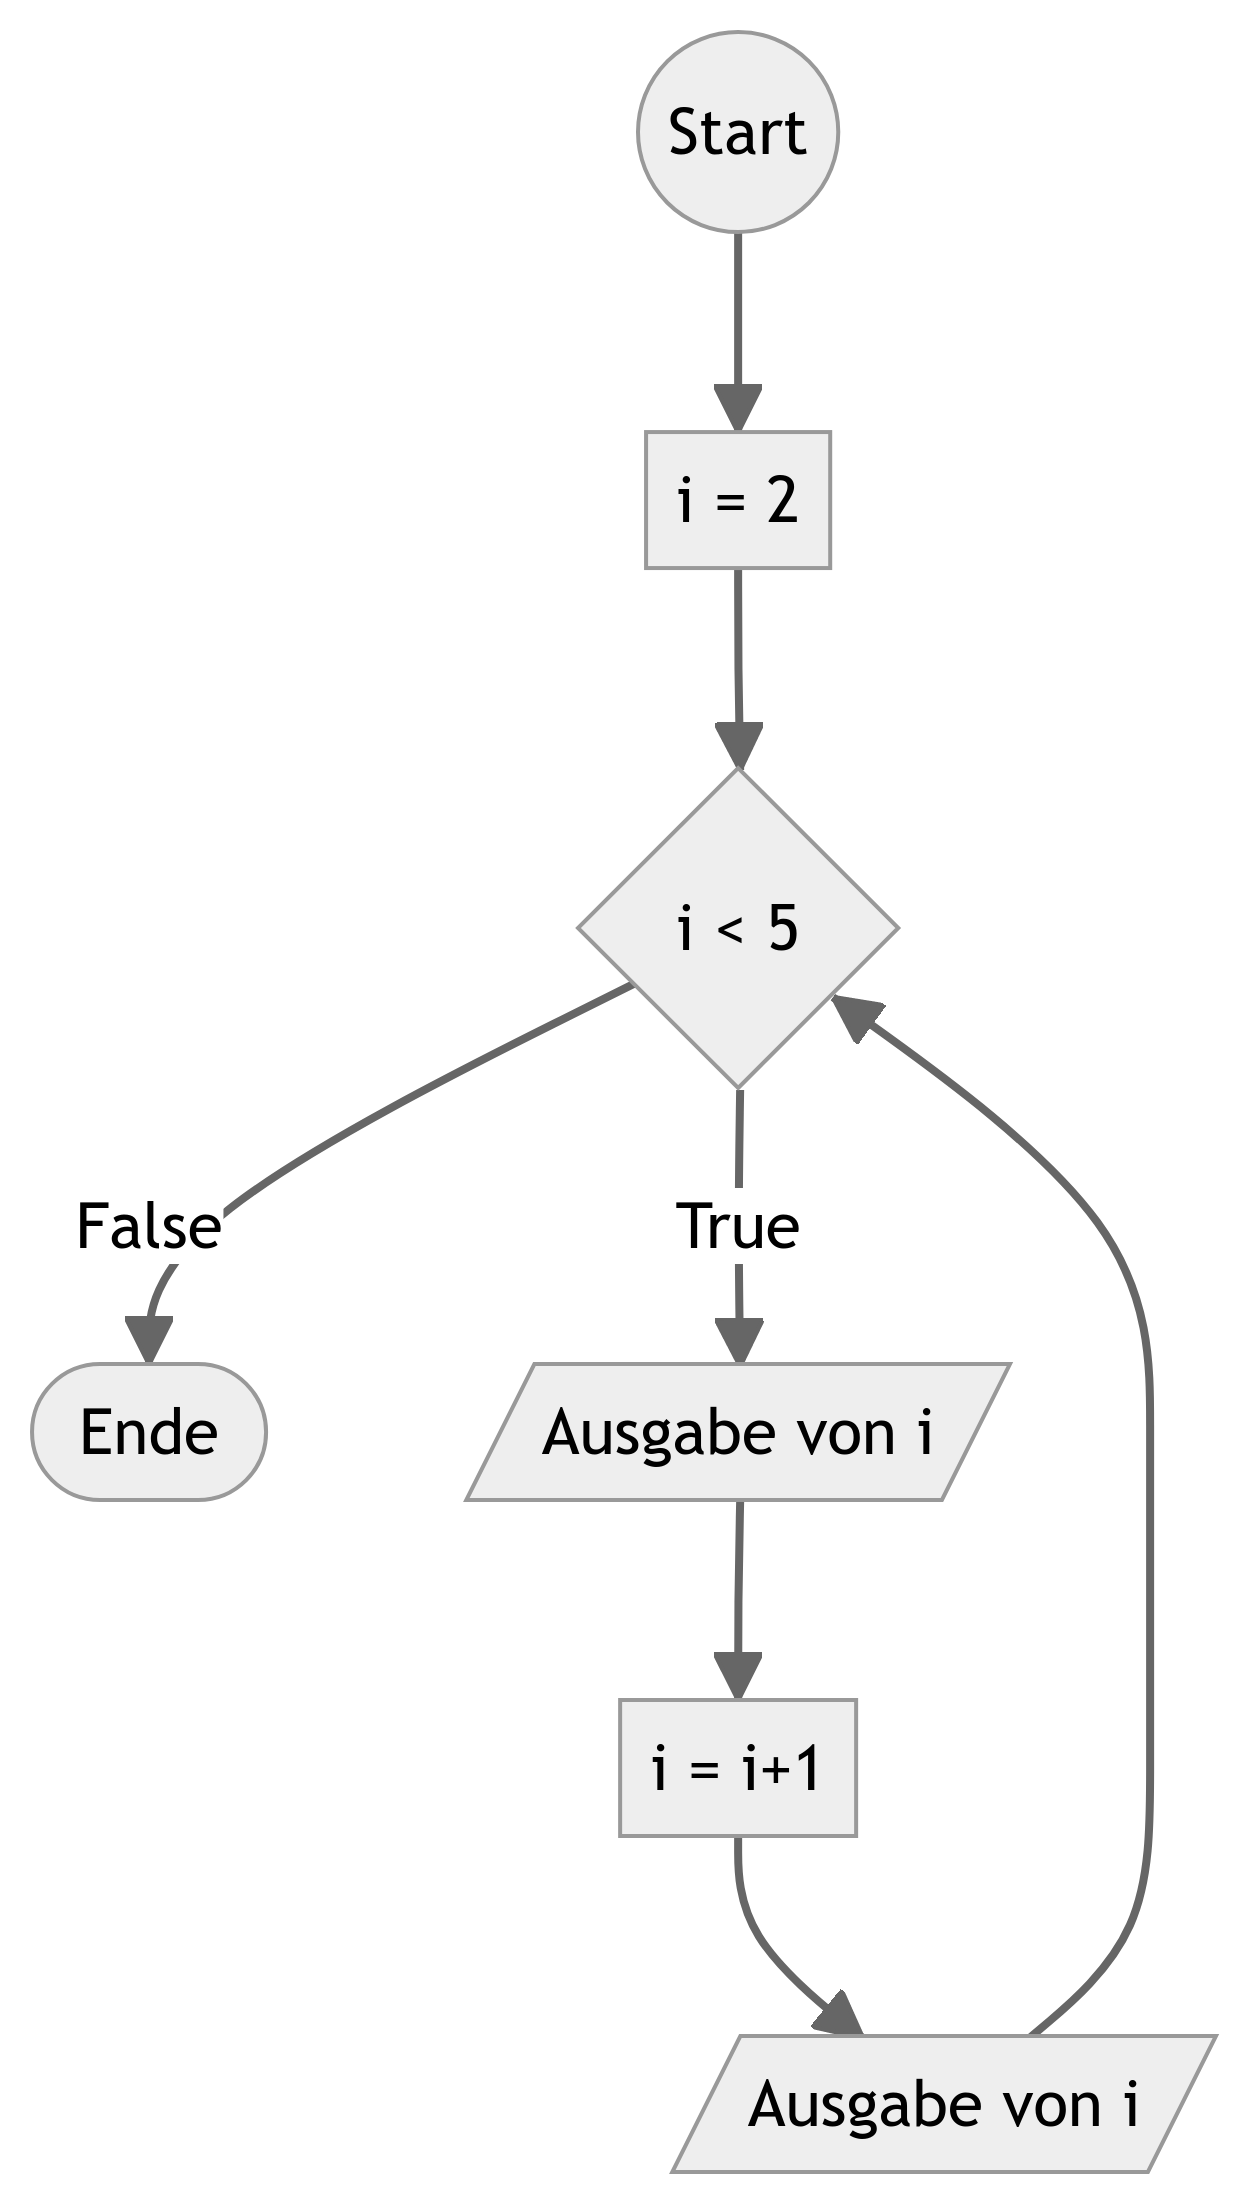 Start
i = 2
i < 5
False
True
Ende
Ausgabe von i
i = i+1
Ausgabe von i